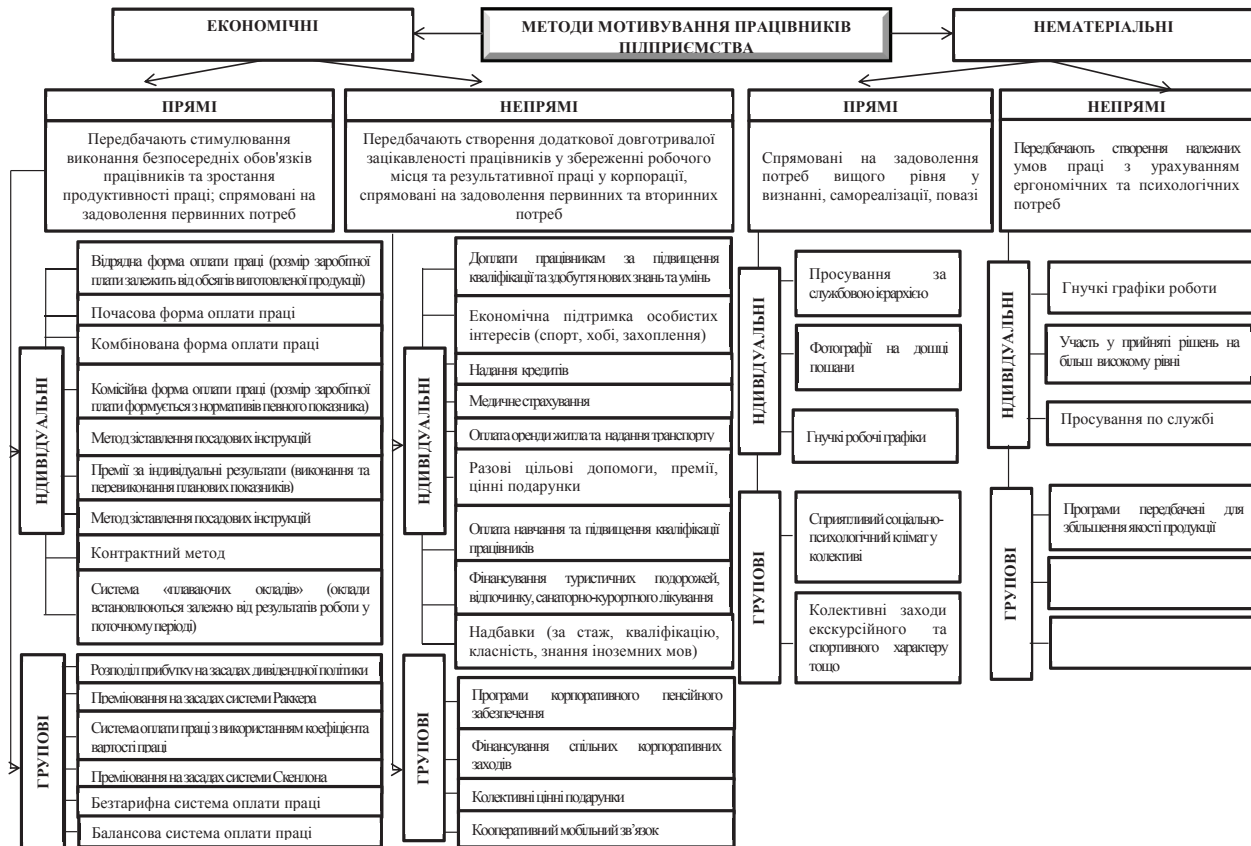 ЕКОНОМІЧНІ
МЕТОДИ МОТИВУВАННЯ ПРАЦІВНИКІВ
ПІДПРИЄМСТВА
НЕМАТЕРІАЛЬНІ
ПРЯМІ
Передбачають стимулювання
виконання безпосередніх обов'язків
працівників та зростання
продуктивності праці; спрямовані на
задоволення первинних потреб
НЕПРЯМІ
Передбачають створення додаткової довготривалої
зацікавленості працівників у збереженні робочого
місця та результативної праці у корпорації,
спрямовані на задоволення первинних та вторинних
потреб
ПРЯМІ
Спрямовані на задоволення
потреб вищого рівня у
визнанні, самореалізації, повазі
НЕПРЯМІ
Передбачають створення належних
умов праці з урахуванням
ергономічних та психологічних
потреб
НДИВІДУАЛЬНІ
Відрядна форма оплати праці (розмір заробітної
плати залежить від обсягів виготовленої продукції)
Почасова форма оплати праці
Комбінована форма оплати праці
Комісійна форма оплати праці (розмір заробітної
плати формується з нормативів певного показника)
Метод зіставлення посадових інструкцій
Премії за індивідуальні результати (виконання та
перевиконання планових показників)
Метод зіставлення посадових інструкцій
Контрактний метод
Система «плаваючих окладів» (оклади
встановлюються залежно від результатів роботи у
поточному періоді)
ГРУПОВІ
Розподіл прибутку на засадах дивідендної політики
Преміювання на засадах системи Раккера
Система оплати праці з використанням коефіцієнта
вартості праці
Преміювання на засадах системи Скенлона
Безтарифна система оплати праці
Балансова система оплати праці
НДИВІДУАЛЬНІ
Доплати працівникам за підвищення
кваліфікації та здобуття нових знань та умінь
Економічна підтримка особистих
інтересів (спорт, хобі, захоплення)
Надання кредитів
Медичне страхування
Оплата оренди житла та надання транспорту
Разові цільові допомоги, премії,
цінні подарунки
Оплата навчання та підвищення кваліфікації
працівників
Фінансування туристичних подорожей,
відпочинку, санаторно-курортного лікування
Надбавки (за стаж, кваліфікацію,
класність, знання іноземних мов)
ГРУПОВІ
Програми корпоративного пенсійного
забезпечення
Фінансування спільних корпоративних
заходів
Колективні цінні подарунки
Кооперативний мобільний зв'язок
НДИВІДУАЛЬНІ
Просування за
службовою ієрархією
Фотографії на дошці
пошани
Гнучкі робочі графіки
ГРУПОВІ
Сприятливий соціально-
психологічний клімат у
колективі
Колективні заходи
екскурсійного та
спортивного характеру
тощо
НДИВІДУАЛЬНІ
Гнучкі графіки роботи
Участь у прийняті рішень на
більш високому рівні
Просування по службі
ГРУПОВІ
Програми передбачені для
збільшення якості продукції